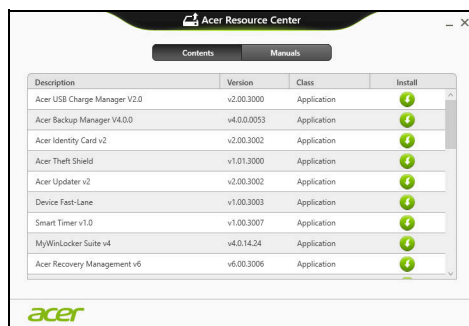 Acer Resource Center
Contents Manuals
Description Version Class Install
Acer USB Charge Manager V2.0 v2.00.3000 Application
Acer Backup Manager V4.0.0 v4.0.0.0053 Application
Acer Identity Card v2 v2.00.3002 Application
Acer Theft Shield v1.01.3000 Application
Acer Updater v2 v2.00.3002 Application
Device Fast-Lane v1.00.3003 Application
Smart Timer v1.0 v1.00.3007 Application
MyWinLocker Suite v4 v4.0.14.24 Application
Acer Recovery Management v6 v6.00.3006 Application
acer